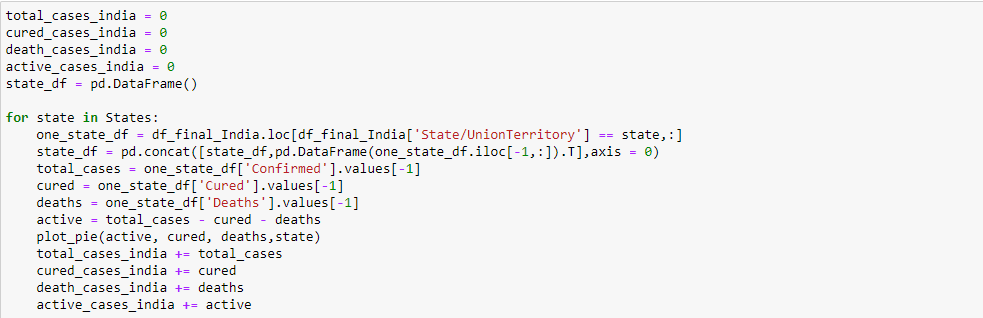 total_cases_india = 0
cured_cases_india = 0
death_cases_india = 0
active_cases_india = 0
state_df = pd.DataFrame()

for state in States:
    one_state_df = df_final_India.loc[df_final_India['State/UnionTerritory'] == state,:]
    state_df = pd.concat([state_df,pd.DataFrame(one_state_df.iloc[-1,:]).T],axis = 0)
    total_cases = one_state_df['Confirmed'].values[-1]
    cured = one_state_df['Cured'].values[-1]
    deaths = one_state_df['Deaths'].values[-1]
    active = total_cases - cured - deaths
    plot_pie(active, cured, deaths,state)
    total_cases_india += total_cases
    cured_cases_india += cured
    death_cases_india += deaths
    active_cases_india += active